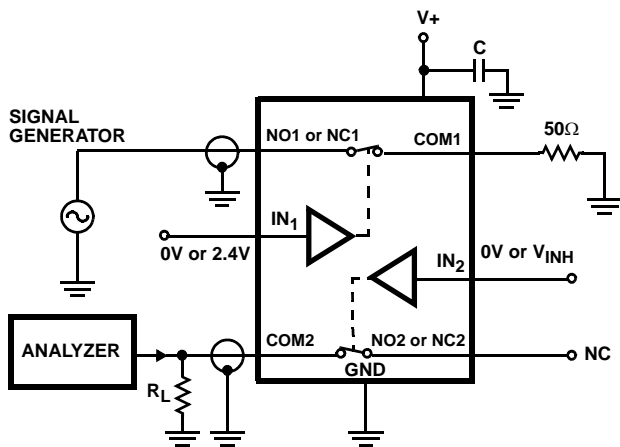 V+
C
SIGNAL
GENERATOR
NO1 or NC1
COM1
50Ω
IN1
0V or 2.4V
IN2
0V or VINH
COM2
NO2 or NC2
ANALYZER
NC
RL
GND